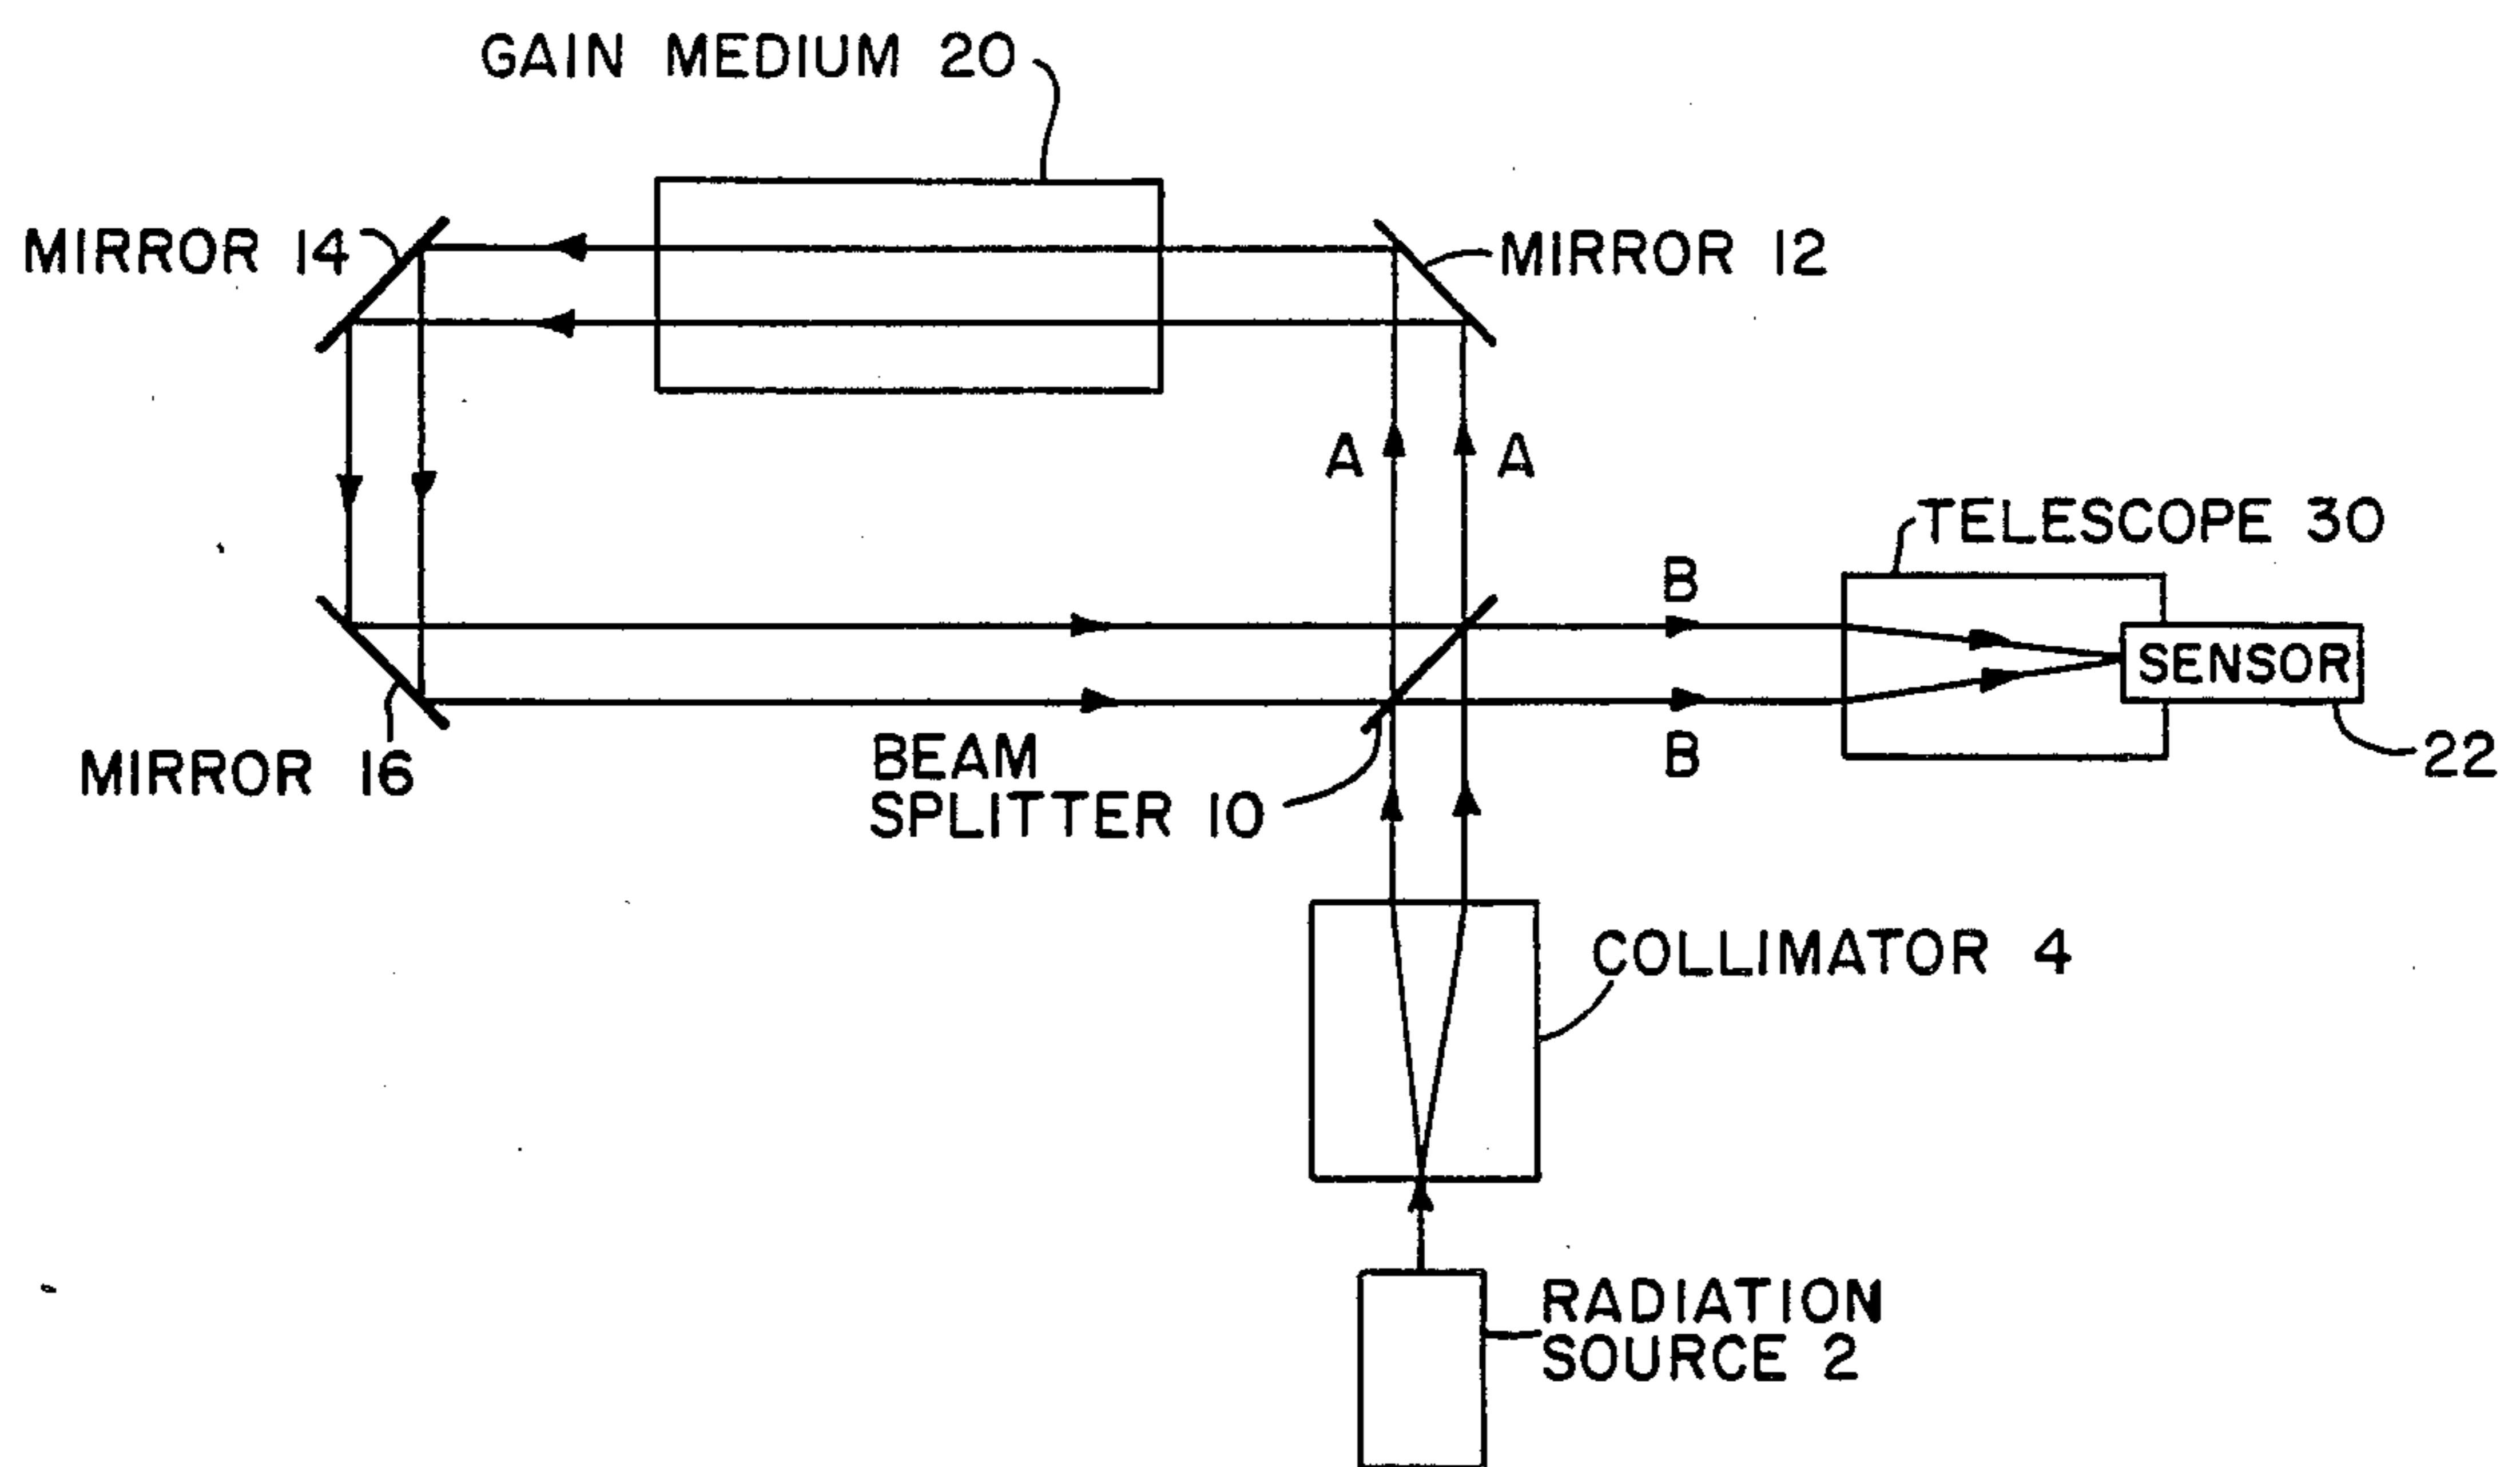 GAIN MEDIUM 20
MIRROR 14
MIRROR 12
A
A
TELESCOPE 30
B
SENSOR
B
22
MIRROR 16
BEAM
SPLITTER 10
COLLIMATOR 4
RADIATION
SOURCE 2